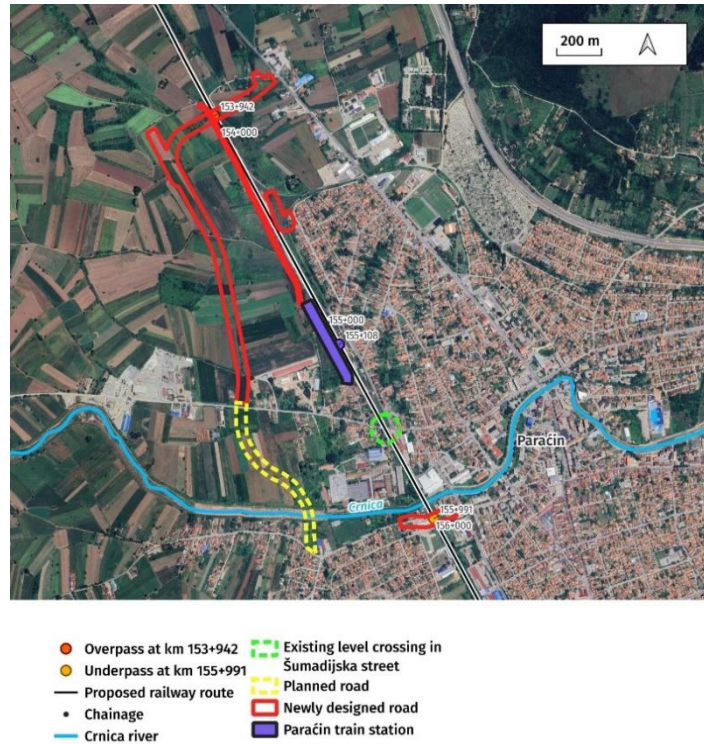 200 m
153+942
154+000
155+000
155+108
Paraćin
Crnica
155+991
156+000
Overpass at km 153+942
Underpass at km 155+991
Proposed railway route
Chainage
Crnica river
Existing level crossing in
Šumadijska street
Planned road
Newly designed road
Paraćin train station